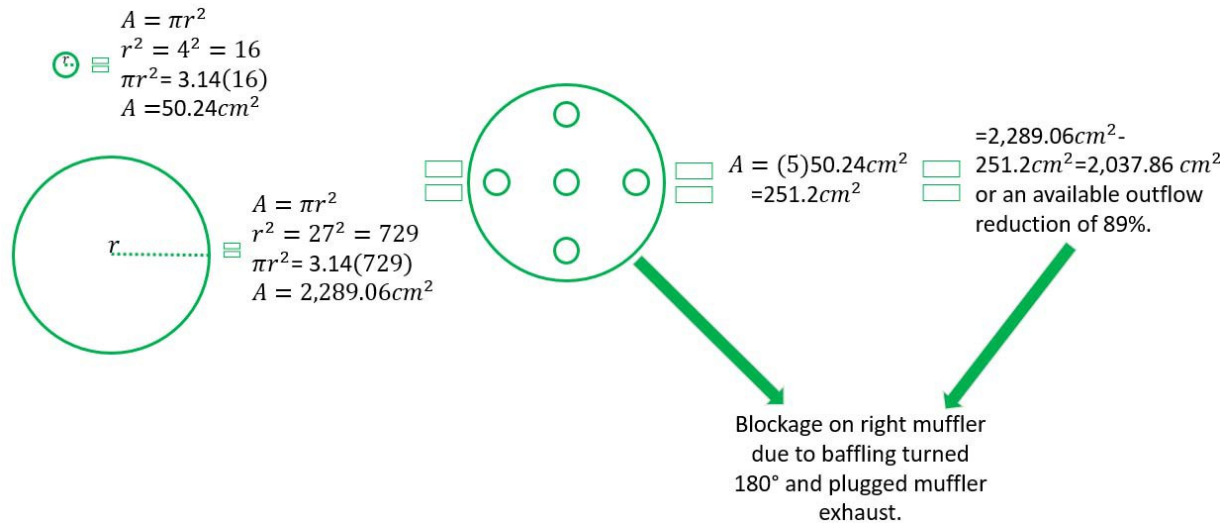 A = πr²
r² = 4² = 16
πr²= 3.14(16)
A =50.24cm²
r
r
A = πr²
r² = 27² = 729
πr²= 3.14(729)
A = 2,289.06cm²
A = (5)50.24cm²
=251.2cm²
=2,289.06cm²-
251.2cm²=2,037.86 cm²
or an available outflow
reduction of 89%.
Blockage on right muffler
due to baffling turned
180° and plugged muffler
exhaust.